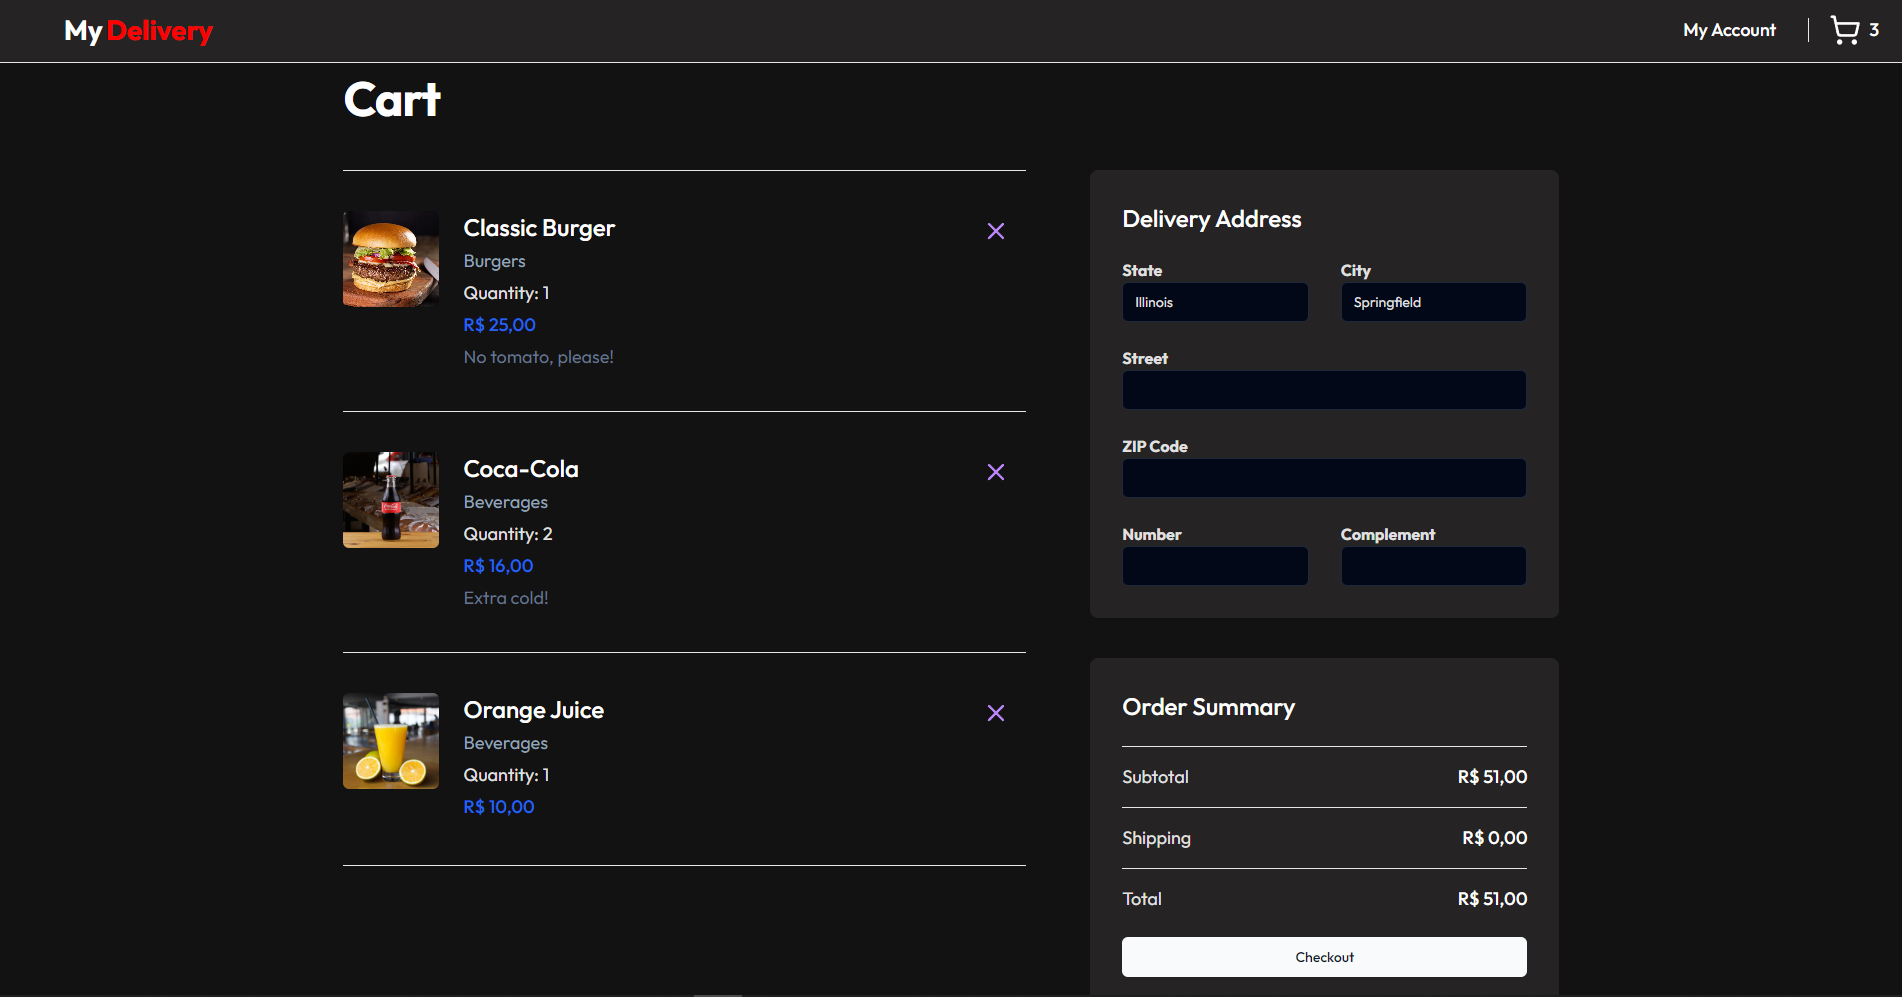 My Delivery
My Account
3
Cart
Classic Burger
Burgers
Quantity: 1
R$ 25,00
No tomato, please!
Coca-Cola
Beverages
Quantity: 2
R$ 16,00
Extra cold!
Orange Juice
Beverages
Quantity: 1
R$ 10,00
Delivery Address
State
City
Illinois
Springfield
Street
ZIP Code
Number
Complement
Order Summary
Subtotal
R$ 51,00
Shipping
R$ 0,00
Total
R$ 51,00
Checkout